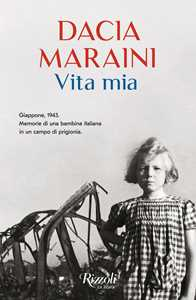 DACIA
MARAINI
Vita mia
Giappone, 1943.
Memorie di una bambina italiana
in un campo di prigionia.
Rizzoli